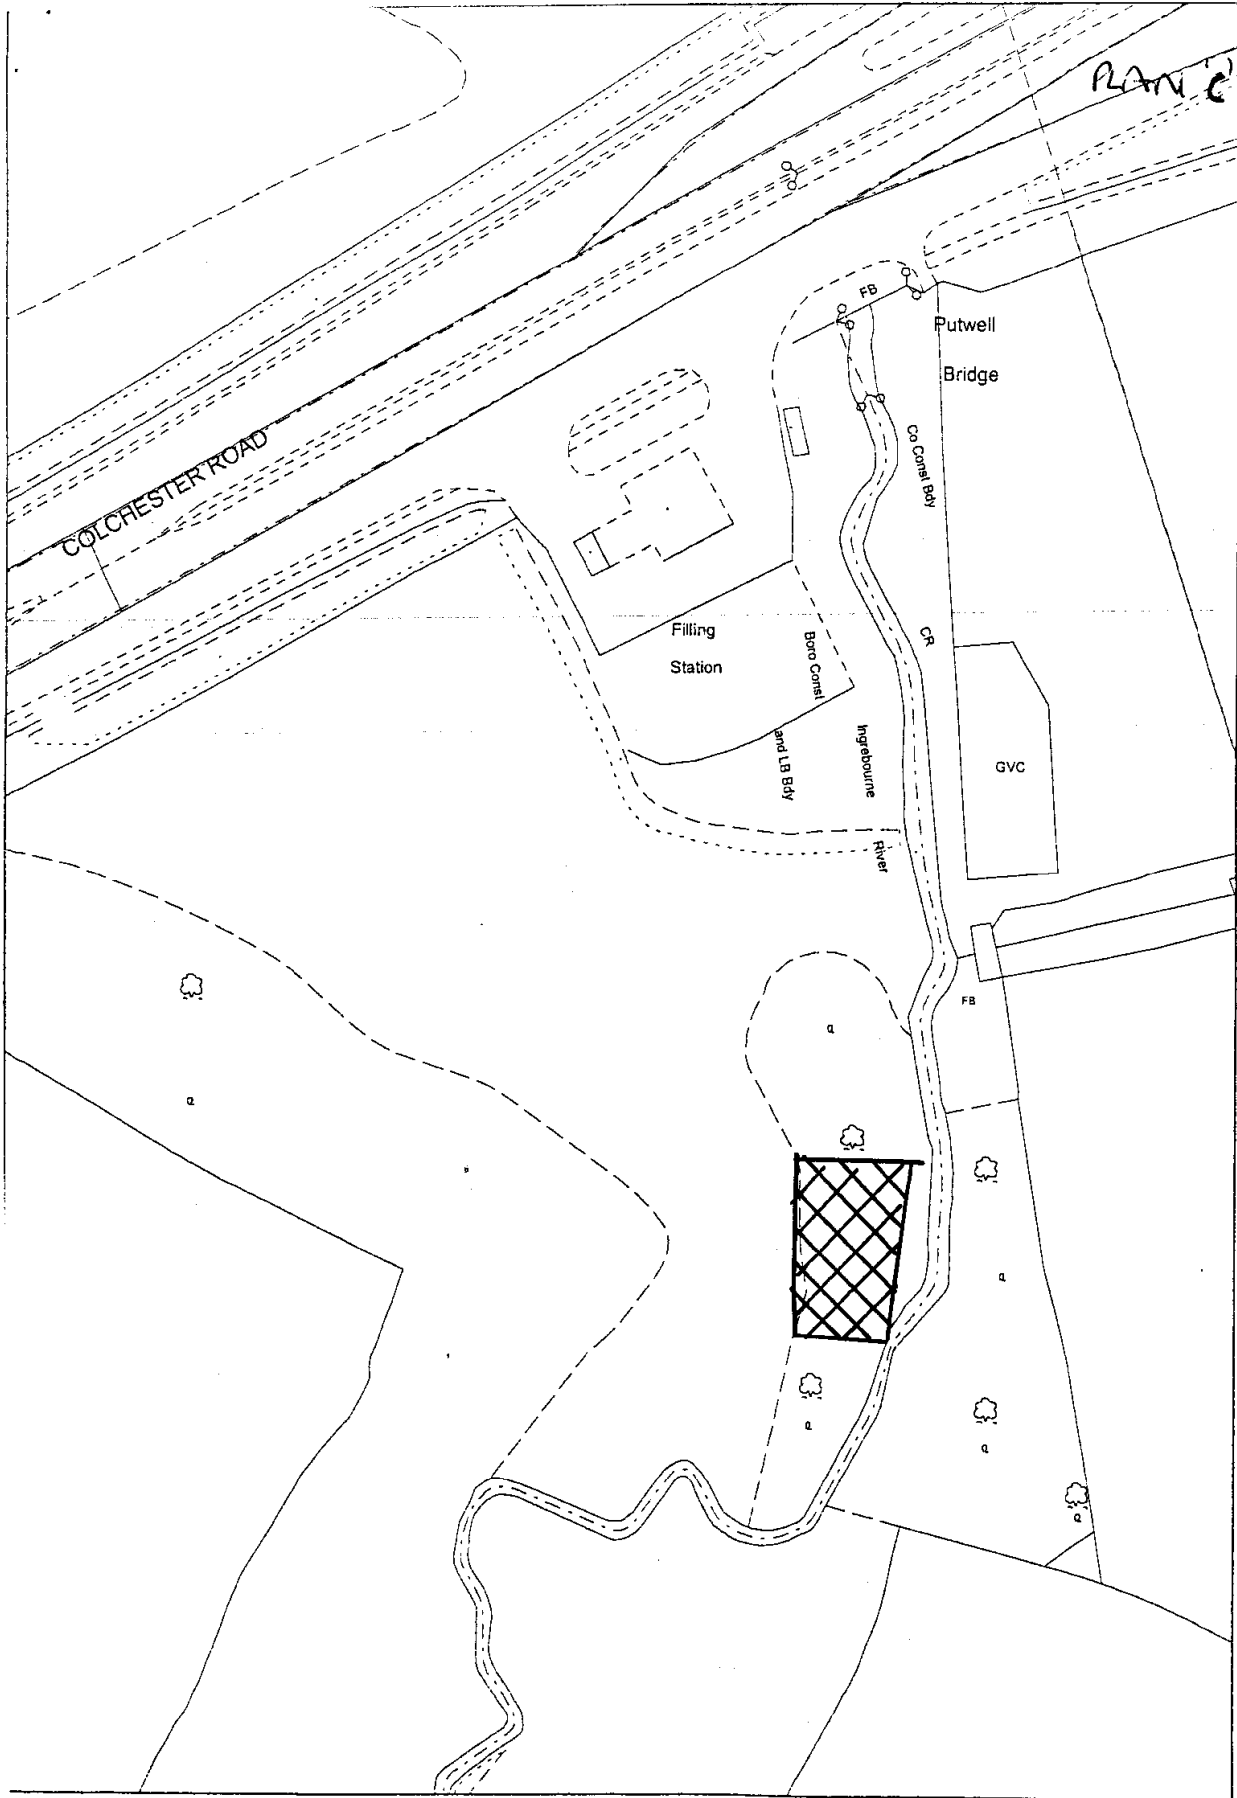 PLAN 'C'
FB
Putwell
Bridge
COLCHESTER ROAD
Co Const Bdy
Filling
Station
Boro Const
CR
and LB Bdy
Ingrebourne
River
GVC
FB